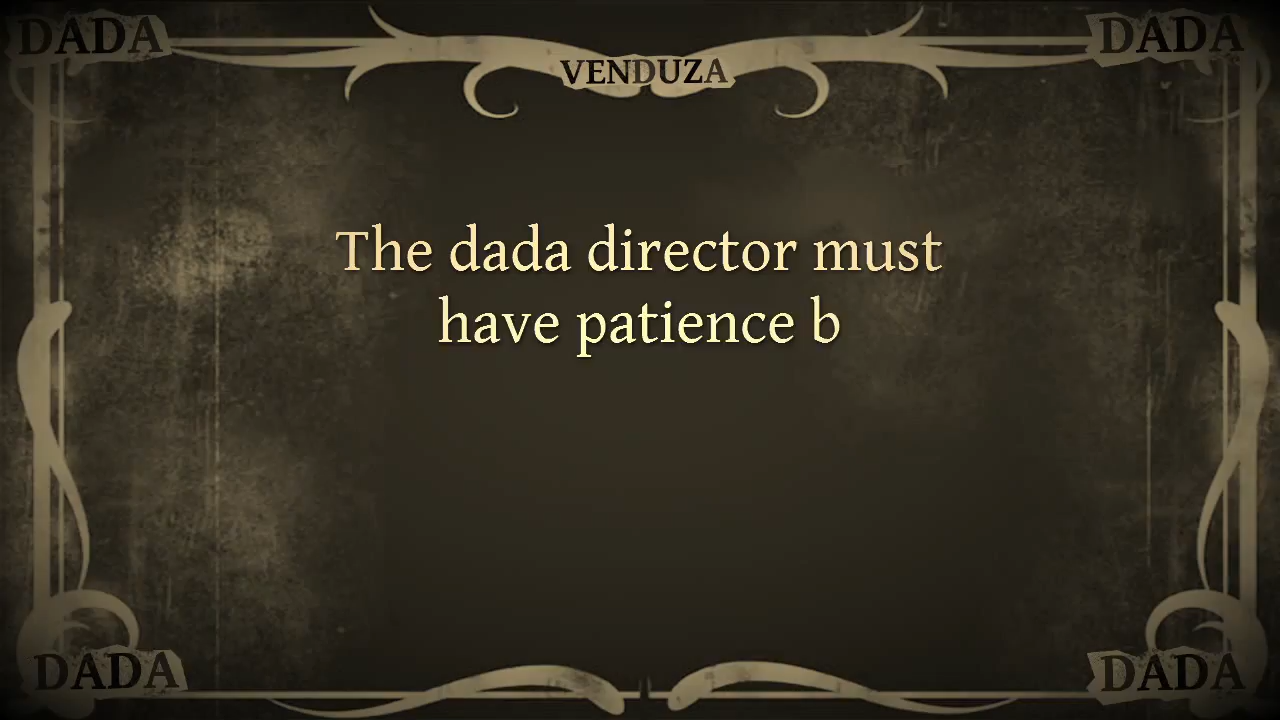 DADA
VENDUZA
DADA
The dada director must
have patience b
DADA
DADA